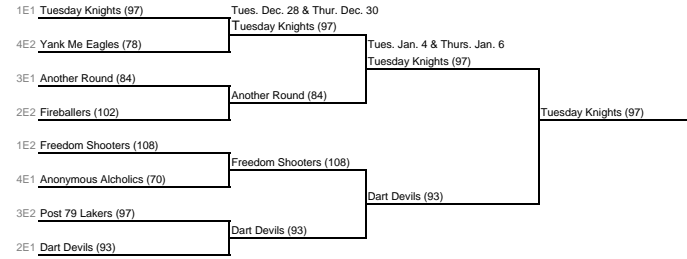 1E1 Tuesday Knights (97)
Tues. Dec. 28 & Thur. Dec. 30
Tuesday Knights (97)
4E2 Yank Me Eagles (78)
Tues. Jan. 4 & Thurs. Jan. 6
Tuesday Knights (97)
3E1 Another Round (84)
Another Round (84)
2E2 Fireballers (102)
Tuesday Knights (97)
1E2 Freedom Shooters (108)
Freedom Shooters (108)
4E1 Anonymous Alcholics (70)
Dart Devils (93)
3E2 Post 79 Lakers (97)
Dart Devils (93)
2E1 Dart Devils (93)